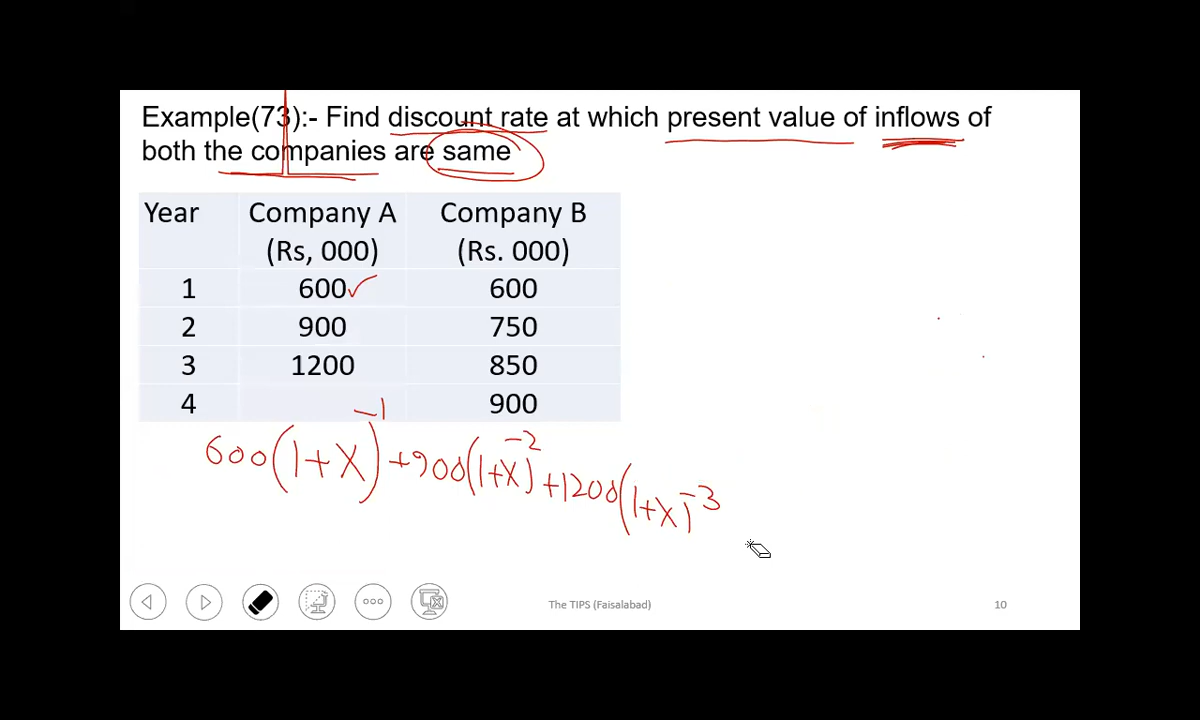 Example(73):- Find discount rate at which present value of inflows of
both the companies are same
Year Company A Company B
(Rs, 000) (Rs. 000)
1 600 600
2 900 750
3 1200 850
4 900
600(1+X)^-1 +900(1+X)^-2 +1200(1+X)^-3
The TIPS (Faisalabad) 10